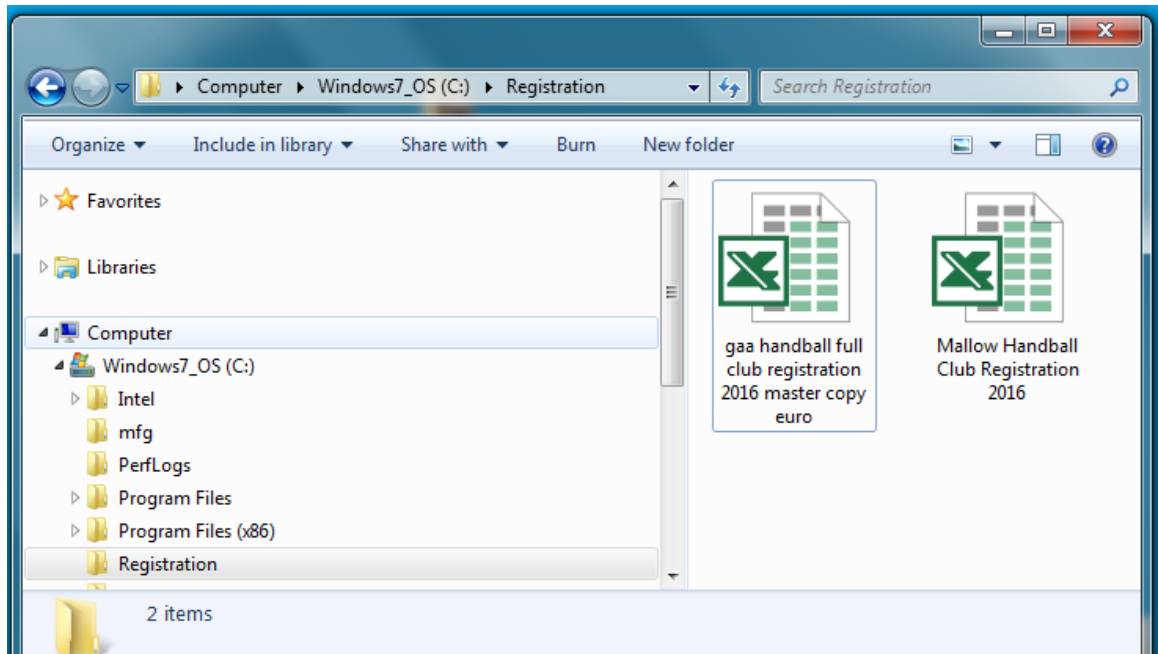 Computer Windows7_OS (C:) Registration
Search Registration
Organize Include in library Share with Burn New folder
Favorites
Libraries
Computer
Windows7_OS (C:)
Intel
mfg
PerfLogs
Program Files
Program Files (x86)
Registration
gaa handball full
club registration
2016 master copy
euro
Mallow Handball
Club Registration
2016
2 items